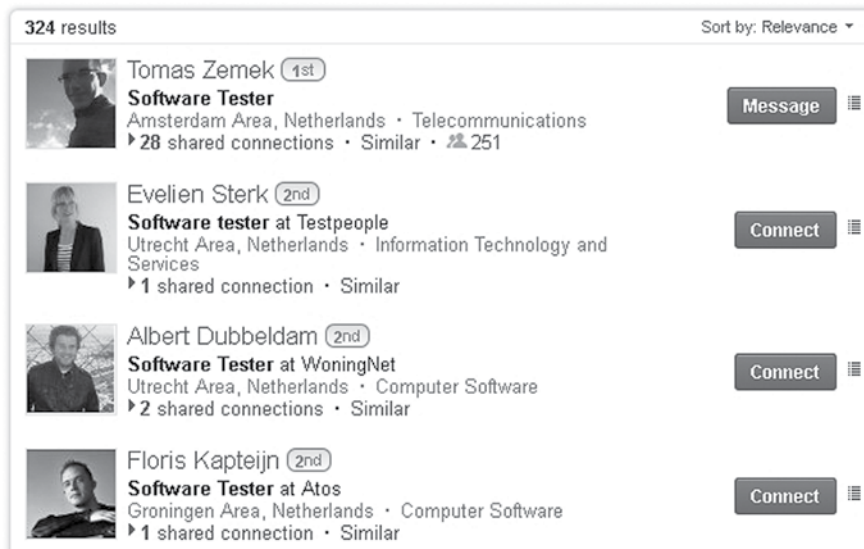 324 results
Sort by: Relevance
Tomas Zemek 1st
Software Tester
Amsterdam Area, Netherlands · Telecommunications
28 shared connections · Similar · 251
Message
Evelien Sterk 2nd
Software tester at Testpeople
Utrecht Area, Netherlands · Information Technology and
Services
1 shared connection · Similar
Connect
Albert Dubbeldam 2nd
Software Tester at WoningNet
Utrecht Area, Netherlands · Computer Software
2 shared connections · Similar
Connect
Floris Kapteijn 2nd
Software Tester at Atos
Groningen Area, Netherlands · Computer Software
1 shared connection · Similar
Connect